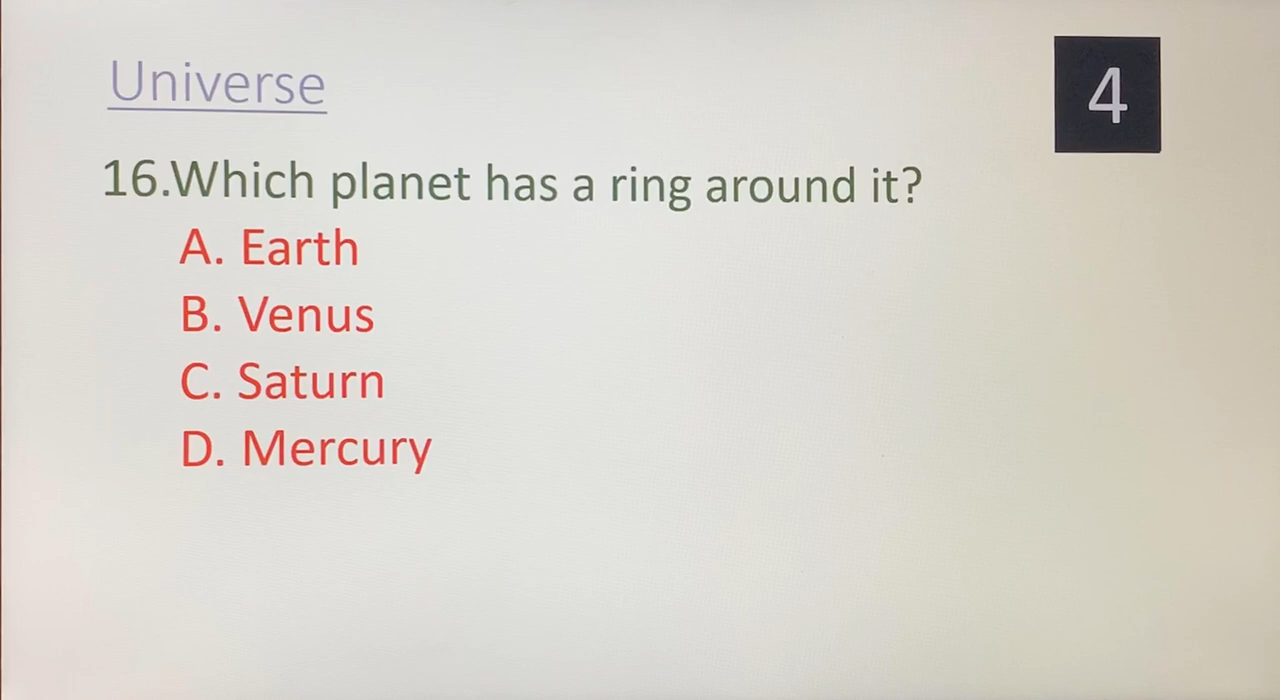 Universe
4
16.Which planet has a ring around it?
A. Earth
B. Venus
C. Saturn
D. Mercury